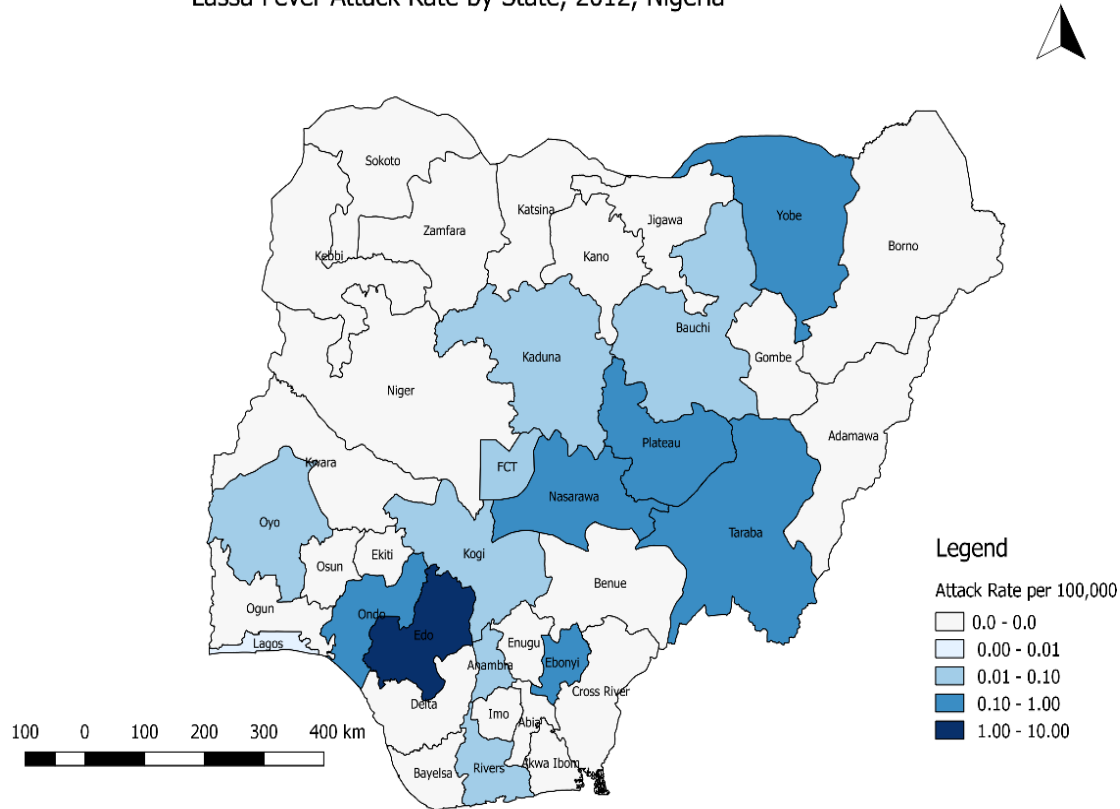 Lassa Fever Attack Rate by State, 2012, Nigeria
Sokoto
Katsina
Jigawa
Yobe
Zamfara
Kebbi
Kano
Borno
Bauchi
Kaduna
Gombe
Niger
Adamawa
Plateau
Kwara
FCT
Nasarawa
Oyo
Taraba
Kogi
Ekiti
Osun
Benue
Ogun
Ondo
Edo
Lagos
Enugu
Anambra
Ebonyi
Cross River
Delta
Imo
Abia
Akwa Ibom
Bayelsa
Rivers
Legend
Attack Rate per 100,000
0.0 - 0.0
0.00 - 0.01
0.01 - 0.10
0.10 - 1.00
1.00 - 10.00
100 0 100 200 300 400 km